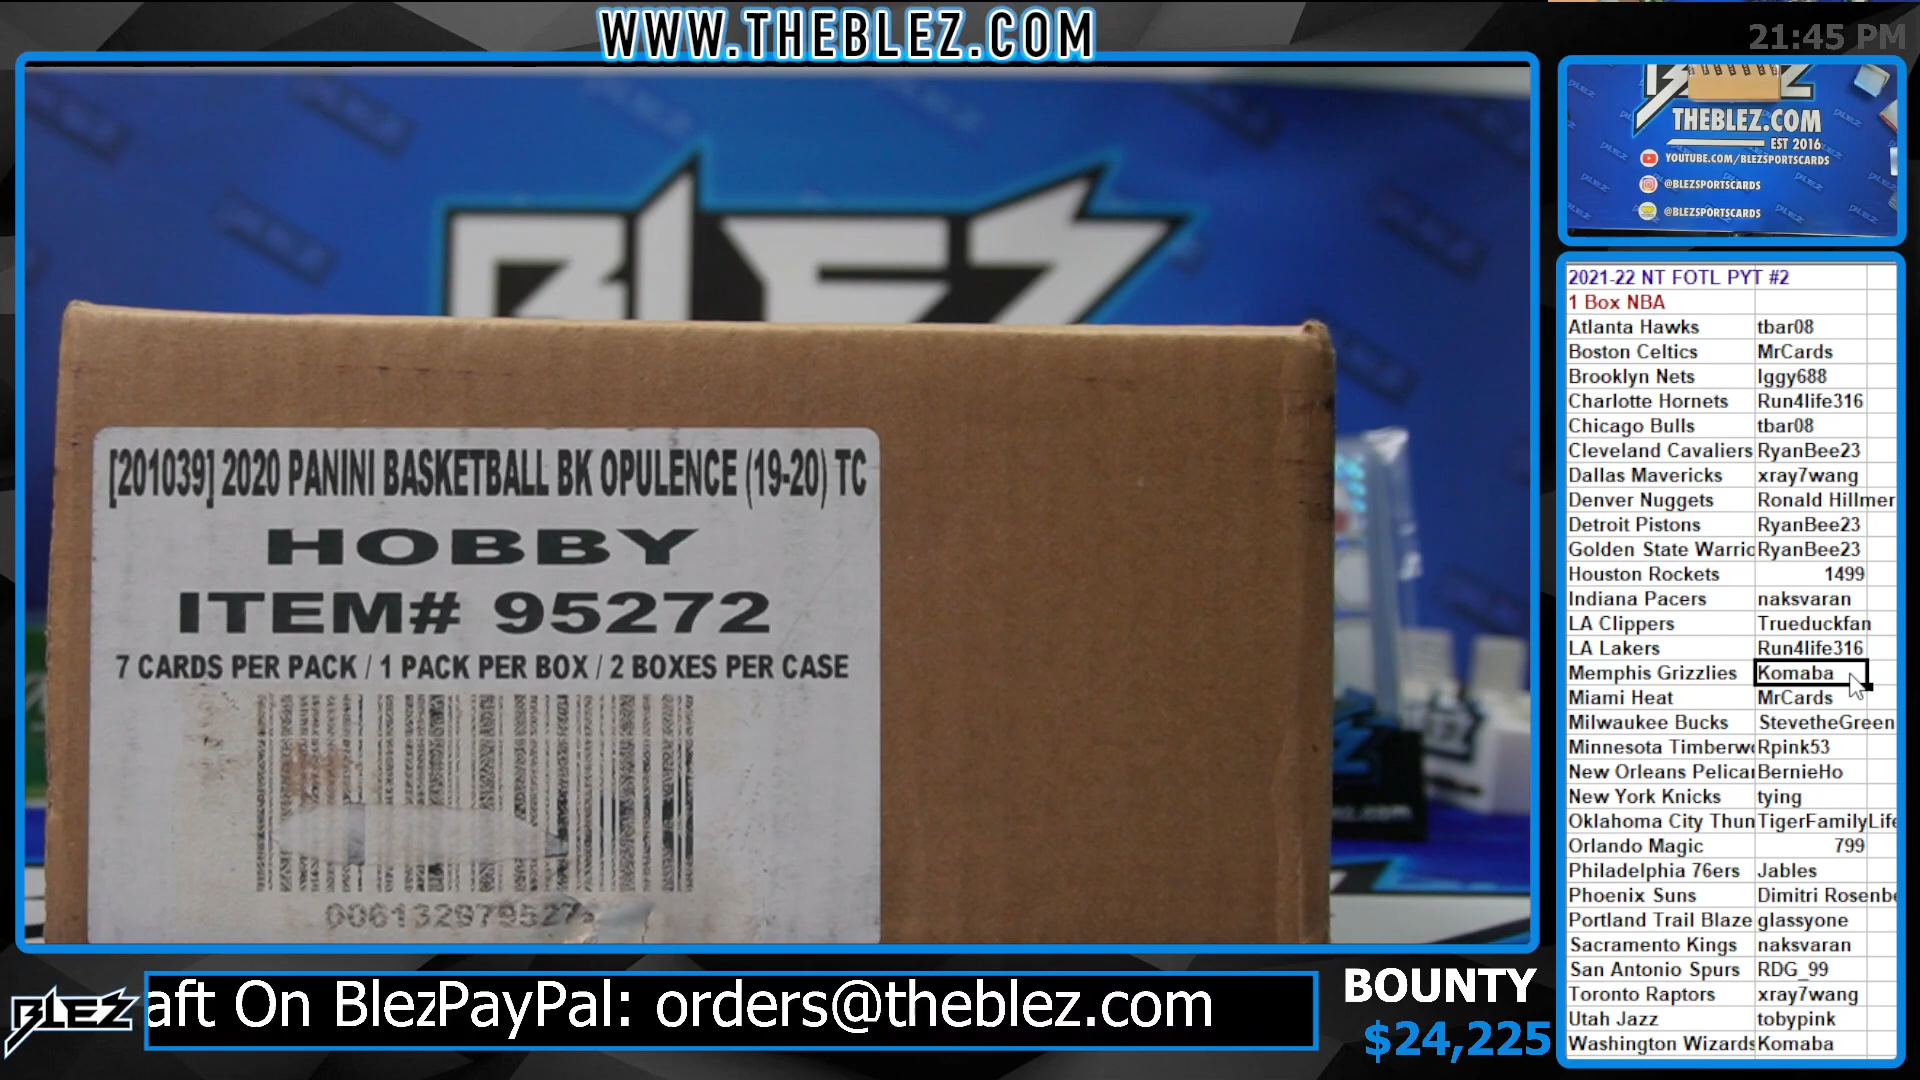 WWW.THEBLEZ.COM
21:45 PM
BLEZ
[201039] 2020 PANINI BASKETBALL BK OPULENCE (19-20) TC
HOBBY
ITEM# 95272
7 CARDS PER PACK / 1 PACK PER BOX / 2 BOXES PER CASE
THEBLEZ.COM
EST 2016
YOUTUBE.COM/BLEZSPORTSCARDS
@BLEZSPORTSCARDS
@BLEZSPORTSCARDS
2021-22 NT FOTL PYT #2
1 Box NBA
Atlanta Hawks tbar08
Boston Celtics MrCards
Brooklyn Nets Iggy688
Charlotte Hornets Run4life316
Chicago Bulls tbar08
Cleveland Cavaliers RyanBee23
Dallas Mavericks xray7wang
Denver Nuggets Ronald Hillmer
Detroit Pistons RyanBee23
Golden State Warrio RyanBee23
Houston Rockets 1499
Indiana Pacers naksvaran
LA Clippers Trueduckfan
LA Lakers Run4life316
Memphis Grizzlies Komaba
Miami Heat MrCards
Milwaukee Bucks StevetheGreen
Minnesota Timberwo Rpink53
New Orleans Pelica BernieHo
New York Knicks tying
Oklahoma City Thun TigerFamilyLife
Orlando Magic 799
Philadelphia 76ers Jables
Phoenix Suns Dimitri Rosenbe
Portland Trail Blaze glassyone
Sacramento Kings naksvaran
San Antonio Spurs RDG_99
Toronto Raptors xray7wang
Utah Jazz tobypink
Washington Wizards Komaba
BLEZ
aft On BlezPayPal: orders@theblez.com
BOUNTY
$24,225